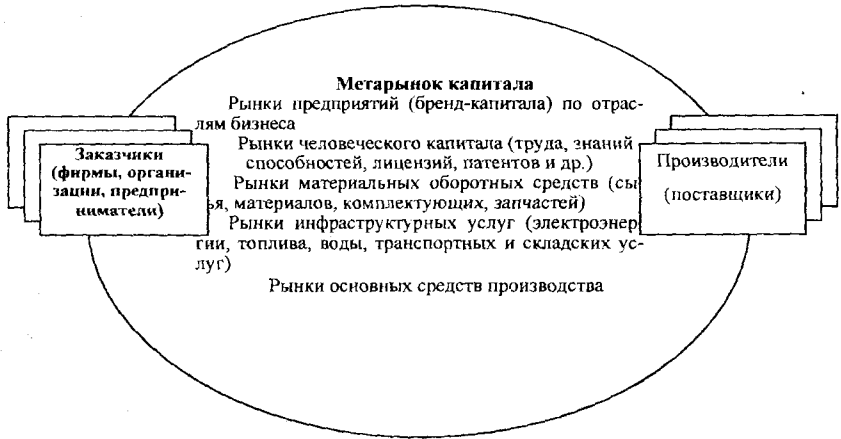 Метарынок капитала
Рынки предприятий (бренд-капитала) по отрас-
лям бизнеса
Рынки человеческого капитала (труда, знаний
способностей, лицензий, патентов и др.)
Рынки материальных оборотных средств (сы-
ья, материалов, комплектующих, запчастей)
Рынки инфраструктурных услуг (электроэнер
гии, топлива, воды, транспортных и складских ус-
луг)
Рынки основных средств производства
Заказчики
(фирмы, органи-
зации, предпри-
ниматели)
Производители
(поставщики)